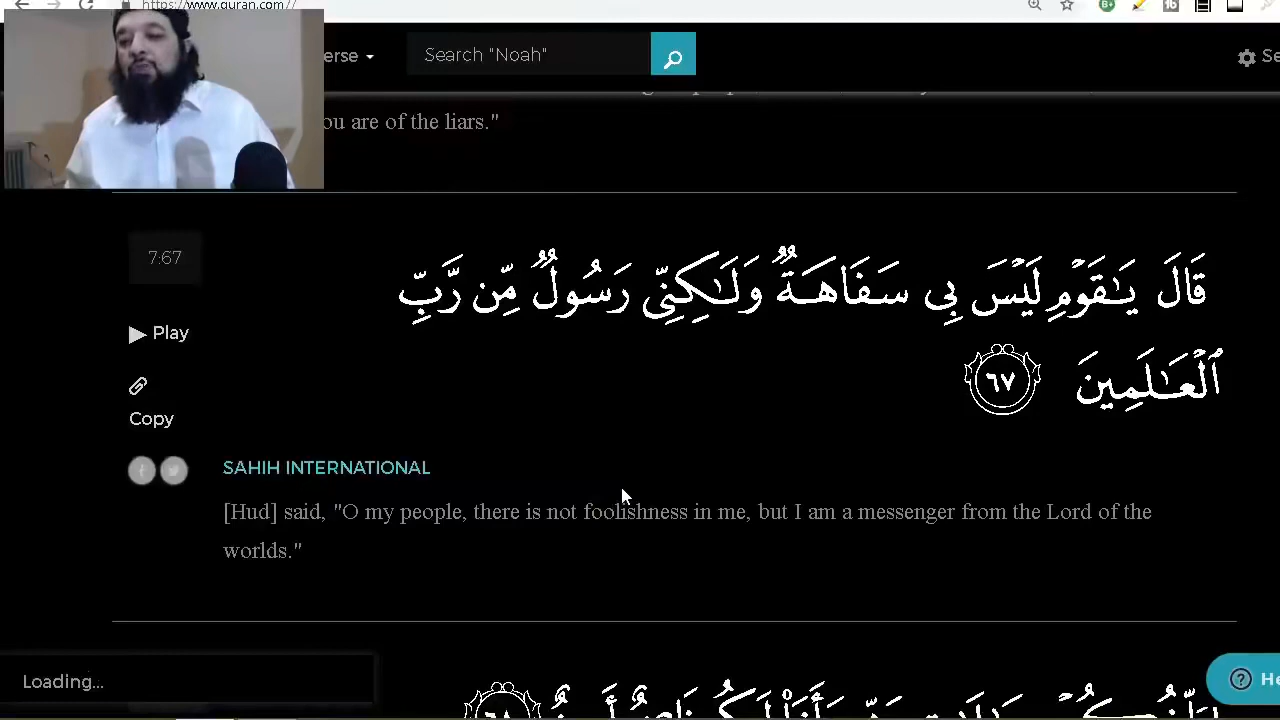 https://www.quran.com//
erse
Search "Noah"
ou are of the liars."
7:67
قَالَ يَـٰقَوْمِ لَيْسَ بِى سَفَاهَةٌ وَلَـٰكِنِّى رَسُولٌ مِّن رَّبِّ
ٱلْعَـٰلَمِينَ ٦٧
Play
Copy
SAHIH INTERNATIONAL
[Hud] said, "O my people, there is not foolishness in me, but I am a messenger from the Lord of the
worlds."
Loading...
He